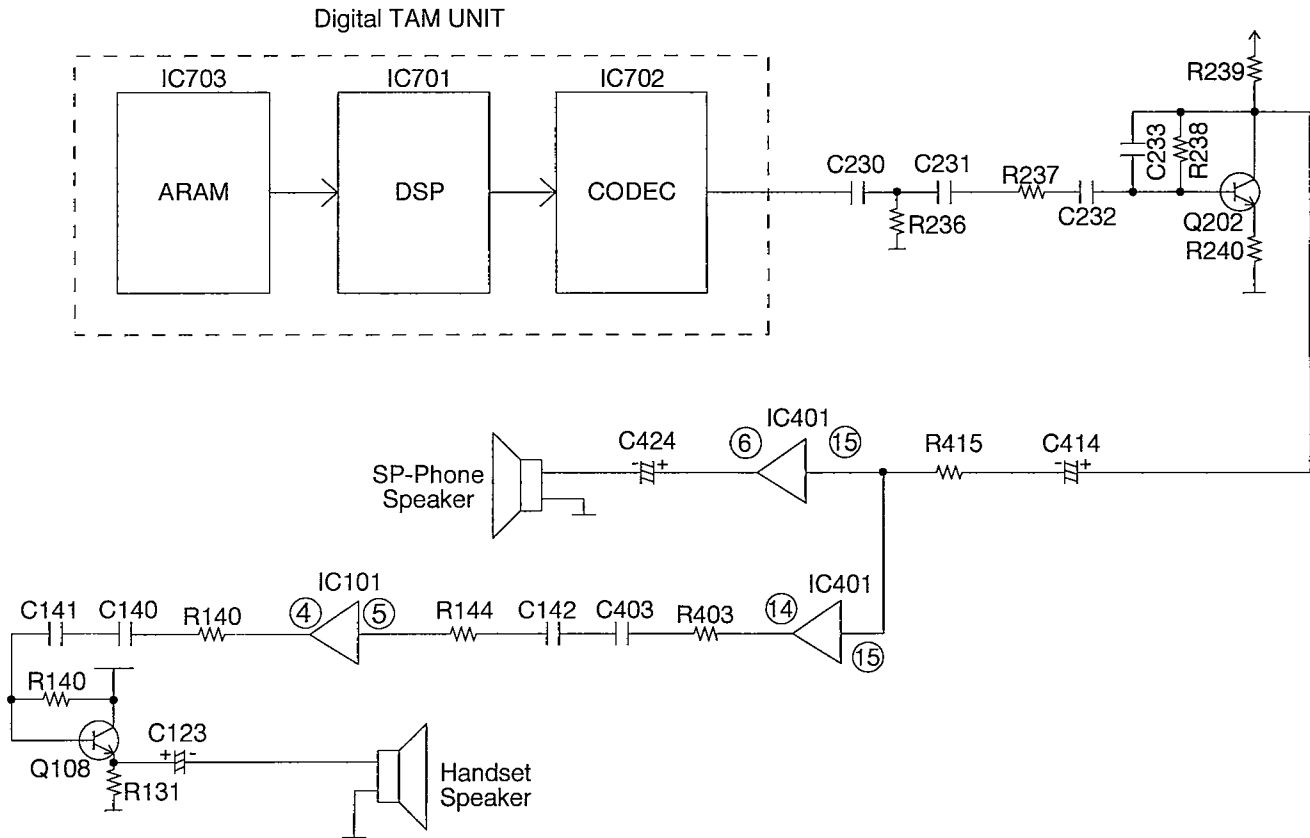 Digital TAM UNIT
IC703
IC701
IC702
ARAM
DSP
CODEC
C230
C231
R237
C232
R236
C233
R238
R239
Q202
R240
SP-Phone
Speaker
C424
6
IC401
15
R415
C414
C141
C140
R140
4
IC101
5
R144
C142
C403
R403
14
IC401
15
R140
Q108
R131
C123
Handset
Speaker